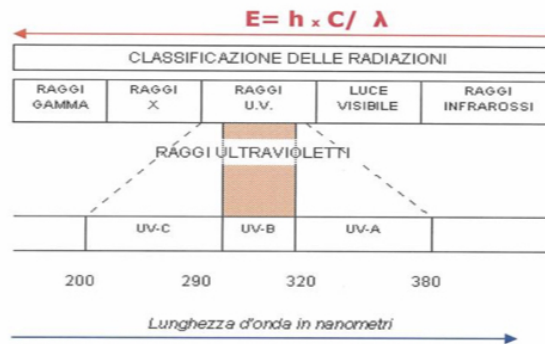 E= h x C/ λ
CLASSIFICAZIONE DELLE RADIAZIONI
RAGGI GAMMA
RAGGI X
RAGGI U.V.
LUCE VISIBILE
RAGGI INFRAROSSI
RAGGI ULTRAVIOLETTI
UV-C UV-B UV-A
200 290 320 380
Lunghezza d'onda in nanometri